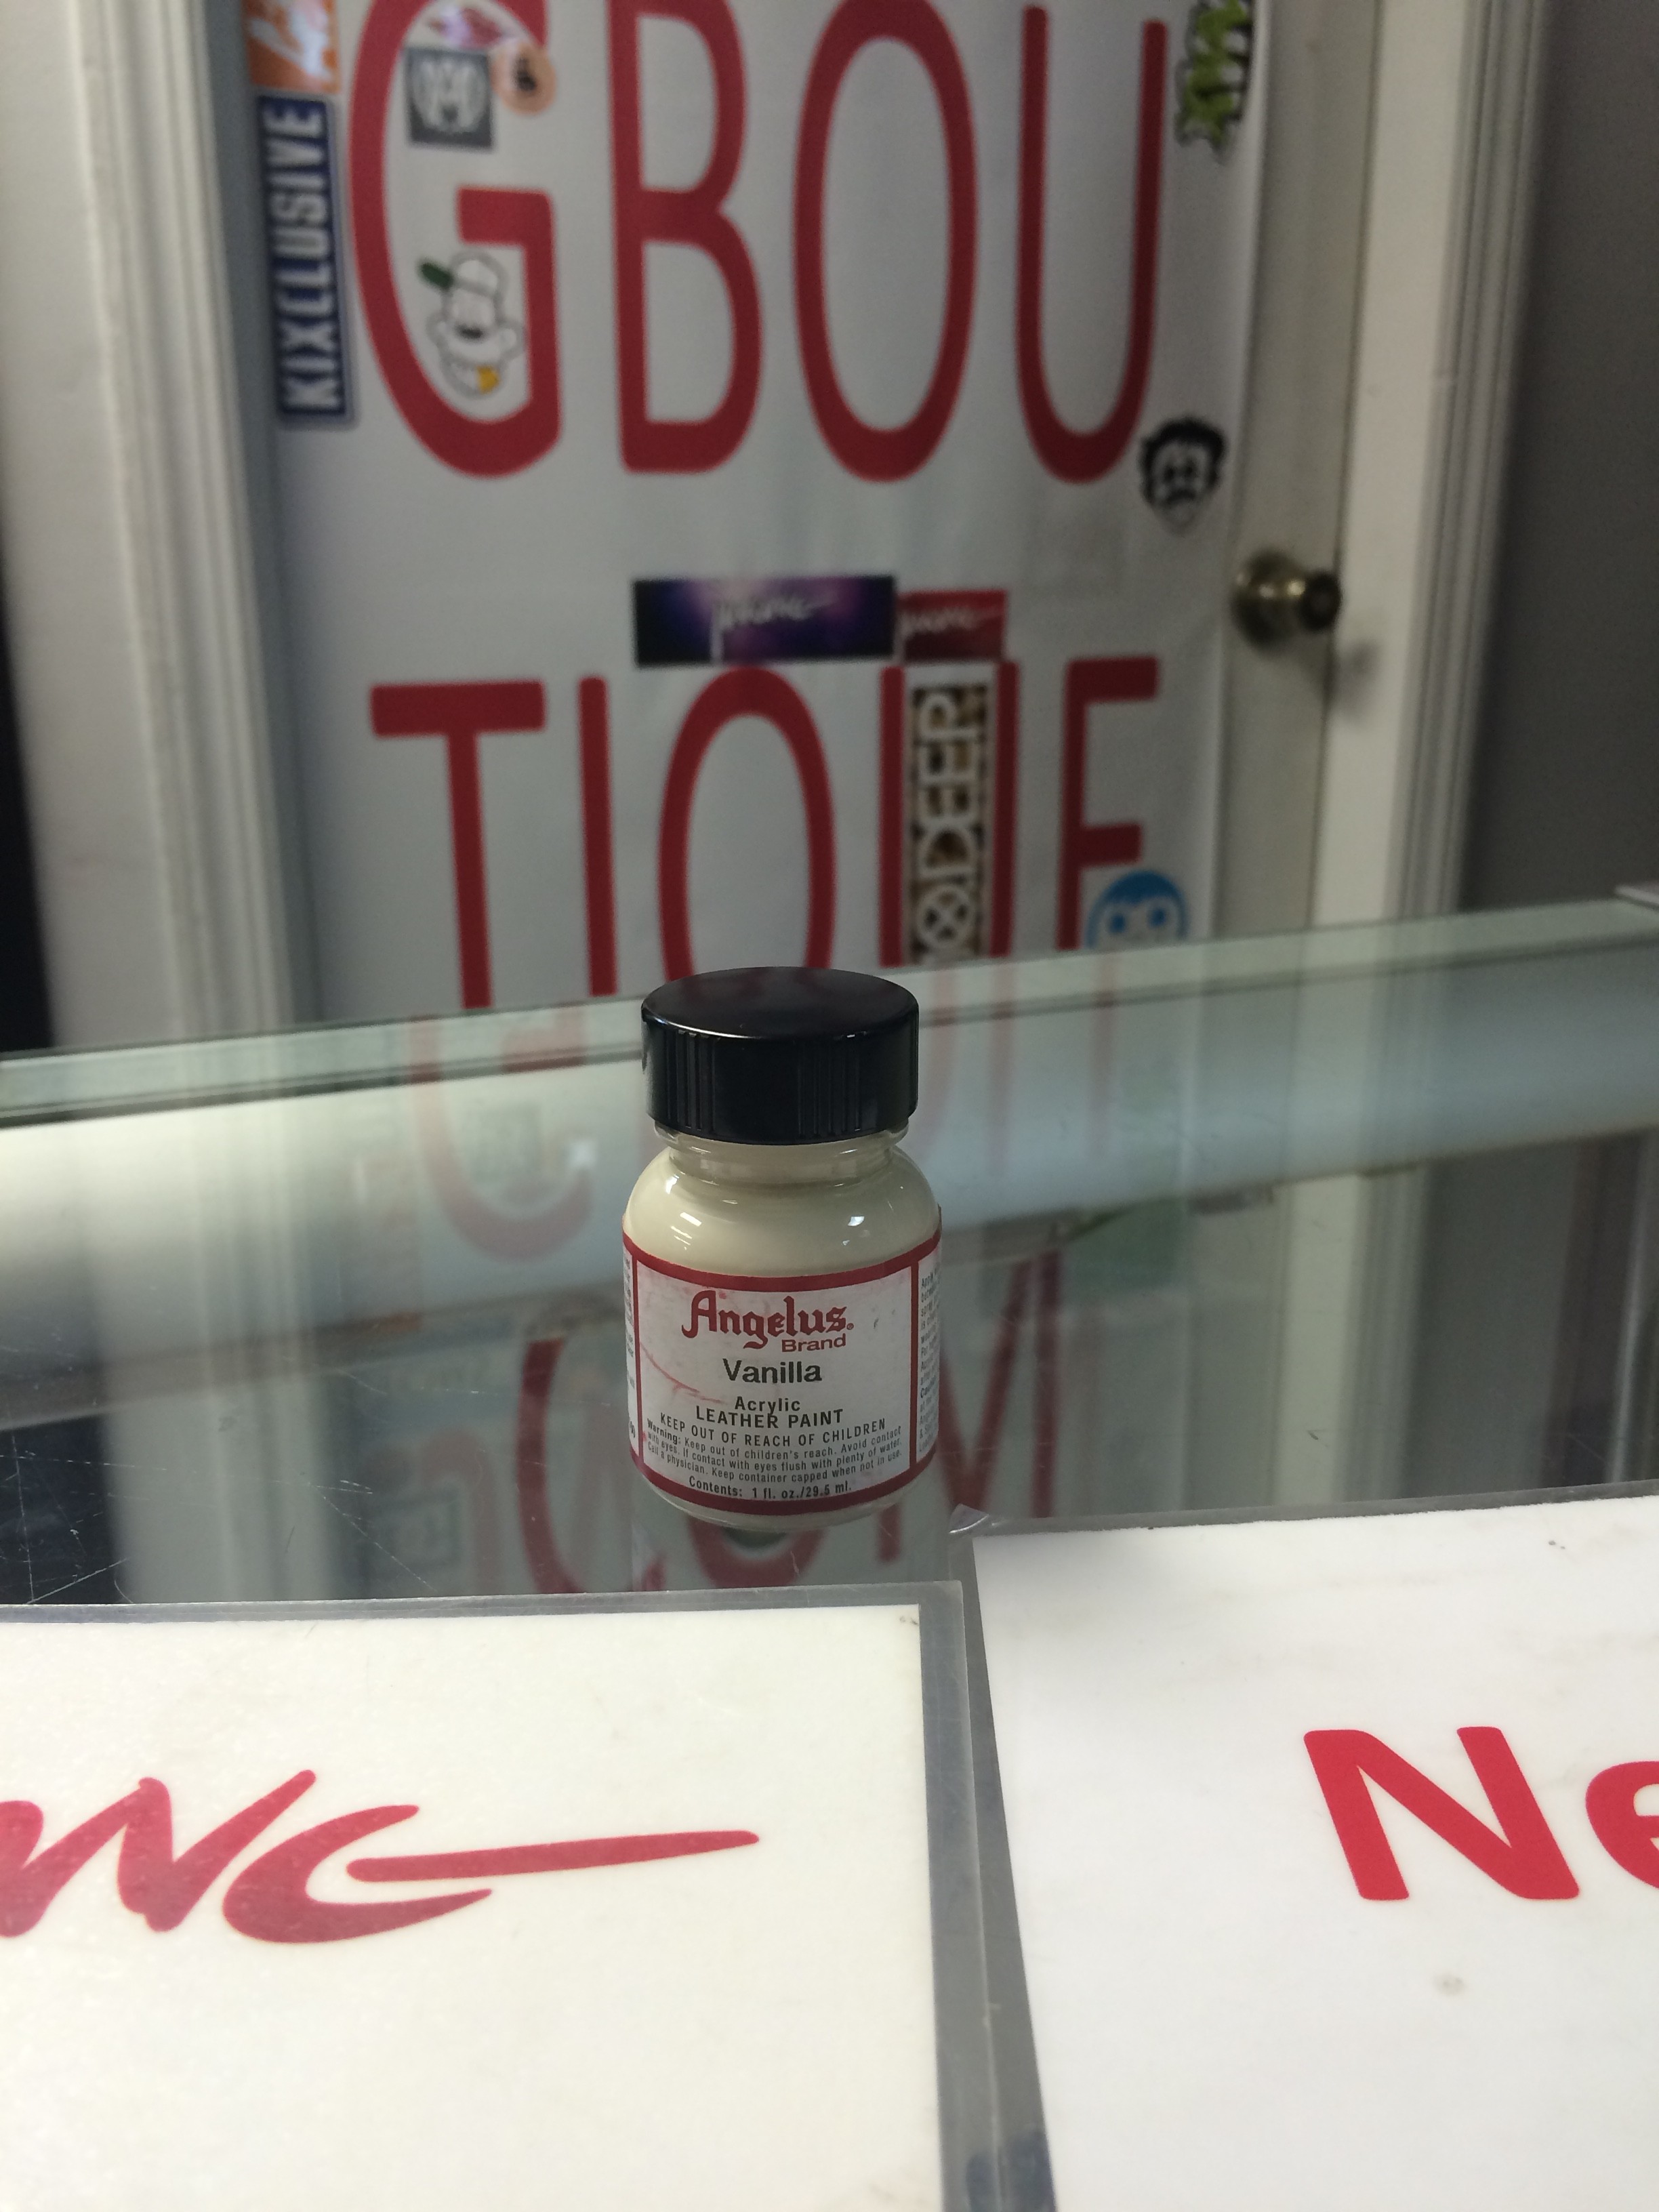 GBOU
KIXCLUSIVE
TIQUE
Angelus®
Brand
Vanilla
Acrylic
LEATHER PAINT
KEEP OUT OF REACH OF CHILDREN
Warning: Keep out of children's reach. Avoid contact
with eyes. If contact with eyes flush with plenty of water.
Call a physician. Keep container capped when not in use.
Contents: 1 fl. oz./29.5 ml.
Ne